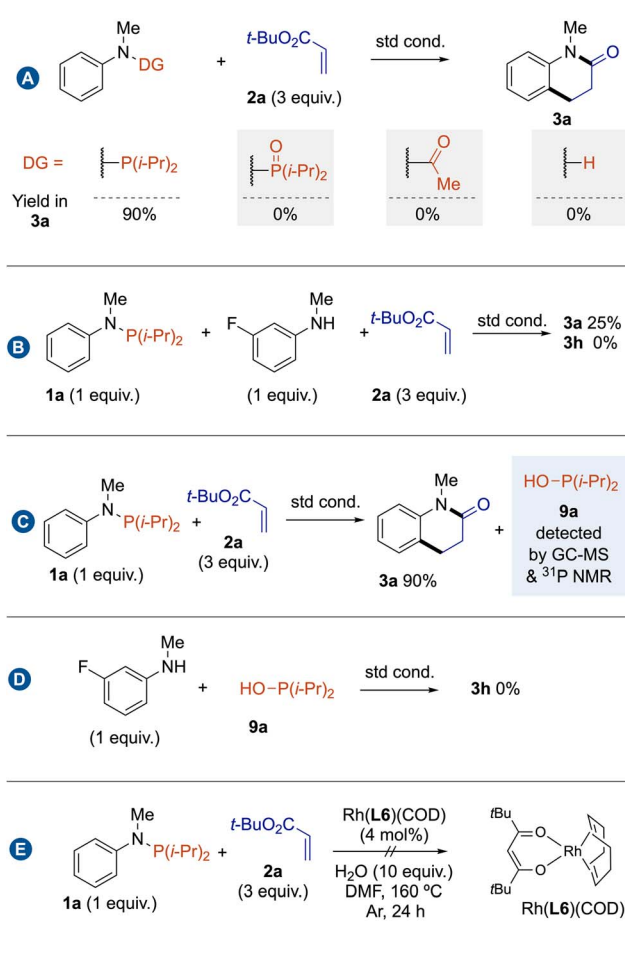 A
Me
N
DG
+
t-BuO₂C
2a (3 equiv.)
std cond.
Me
N
O
3a
DG =
P(i-Pr)₂
O
P(i-Pr)₂
O
Me
H
Yield in
3a
90%
0%
0%
0%
B
Me
N
P(i-Pr)₂
1a (1 equiv.)
+
Me
NH
F
(1 equiv.)
+
t-BuO₂C
2a (3 equiv.)
std cond.
3a 25%
3h 0%
C
Me
N
P(i-Pr)₂
1a (1 equiv.)
+
t-BuO₂C
2a
(3 equiv.)
std cond.
Me
N
O
3a 90%
+
HO–P(i-Pr)₂
9a
detected
by GC-MS
& ³¹P NMR
D
Me
NH
F
(1 equiv.)
+
HO–P(i-Pr)₂
9a
std cond.
3h 0%
E
Me
N
P(i-Pr)₂
1a (1 equiv.)
+
t-BuO₂C
2a
(3 equiv.)
Rh(L6)(COD)
(4 mol%)
H₂O (10 equiv.)
DMF, 160 ºC
Ar, 24 h
tBu
O
Rh
O
tBu
Rh(L6)(COD)